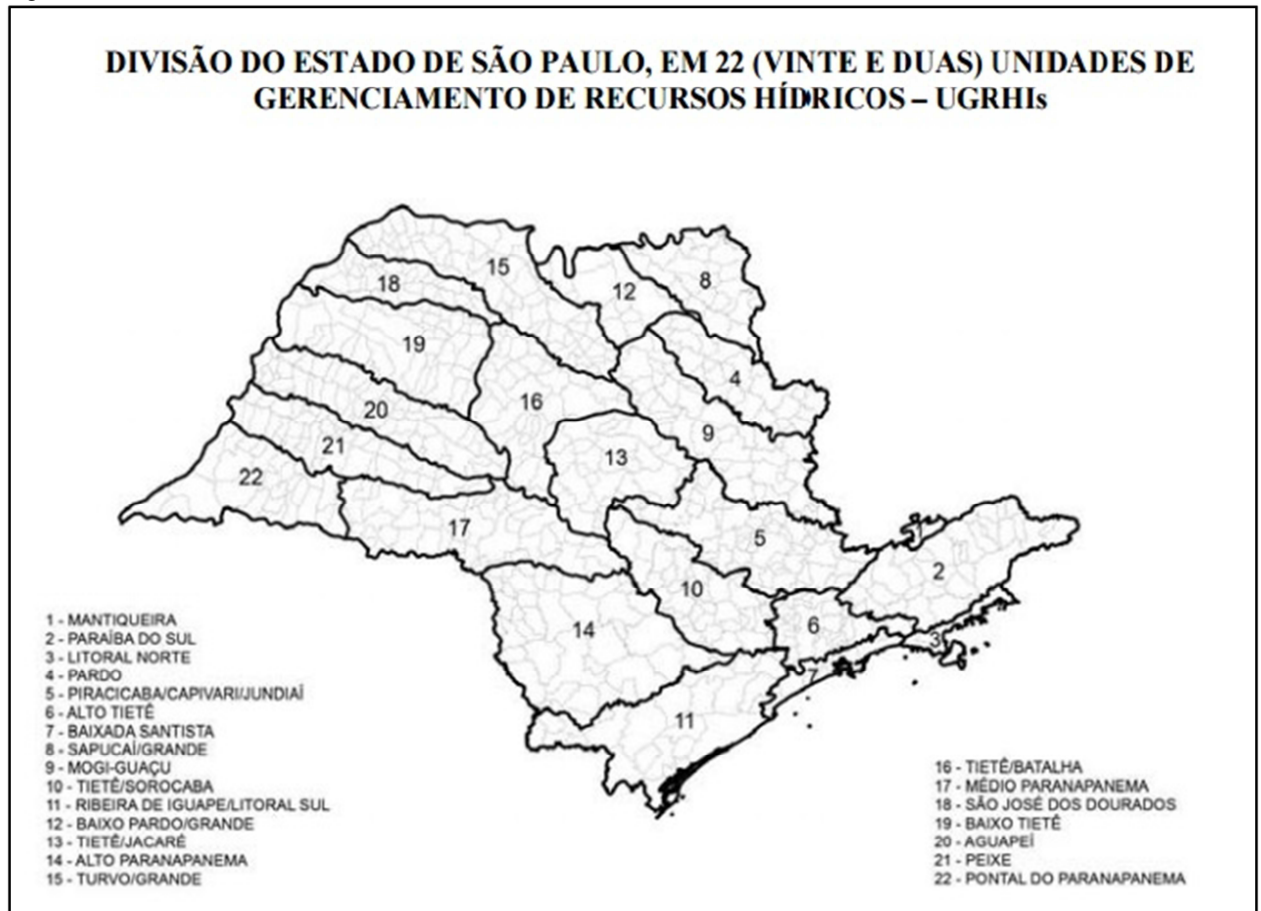 DIVISÃO DO ESTADO DE SÃO PAULO, EM 22 (VINTE E DUAS) UNIDADES DE
GERENCIAMENTO DE RECURSOS HÍDRICOS – UGRHIs
15
8
18
12
19
4
16
20
9
21
13
22
17
5
1
2
10
14
6
3
7
11
1 - MANTIQUEIRA
2 - PARAÍBA DO SUL
3 - LITORAL NORTE
4 - PARDO
5 - PIRACICABA/CAPIVARI/JUNDIAÍ
6 - ALTO TIETÊ
7 - BAIXADA SANTISTA
8 - SAPUCAÍ/GRANDE
9 - MOGI-GUAÇU
10 - TIETÊ/SOROCABA
11 - RIBEIRA DE IGUAPE/LITORAL SUL
12 - BAIXO PARDO/GRANDE
13 - TIETÊ/JACARÉ
14 - ALTO PARANAPANEMA
15 - TURVO/GRANDE
16 - TIETÊ/BATALHA
17 - MÉDIO PARANAPANEMA
18 - SÃO JOSÉ DOS DOURADOS
19 - BAIXO TIETÊ
20 - AGUAPEÍ
21 - PEIXE
22 - PONTAL DO PARANAPANEMA